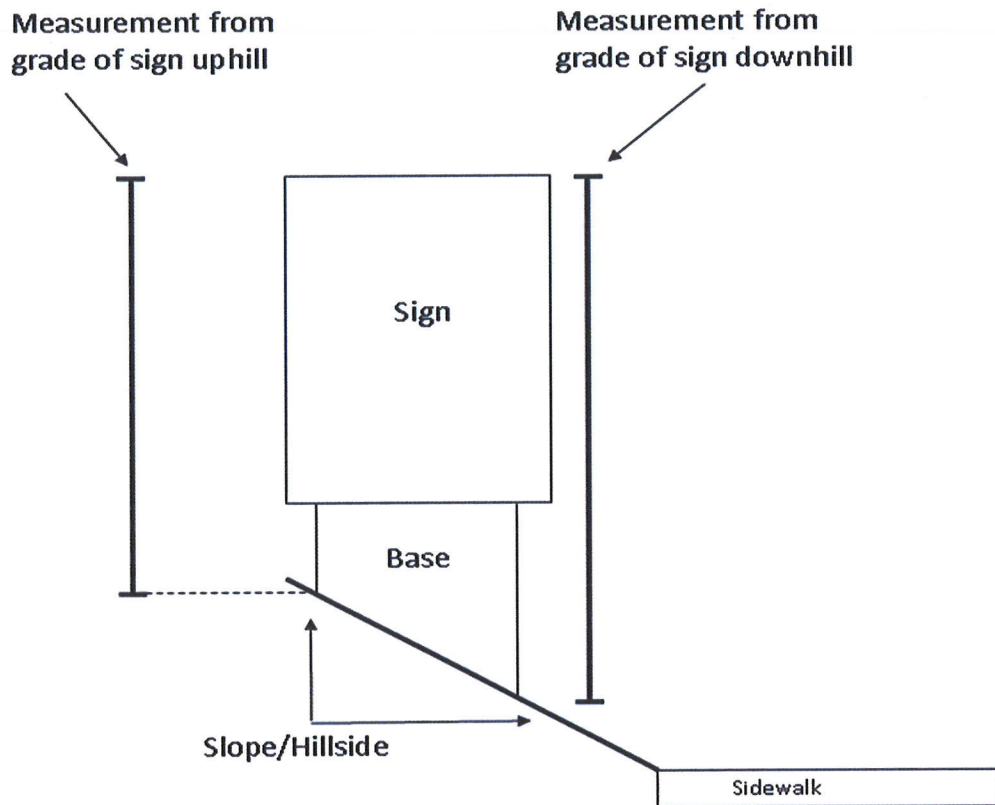 Measurement from
grade of sign uphill
Measurement from
grade of sign downhill
Sign
Base
Slope/Hillside
Sidewalk